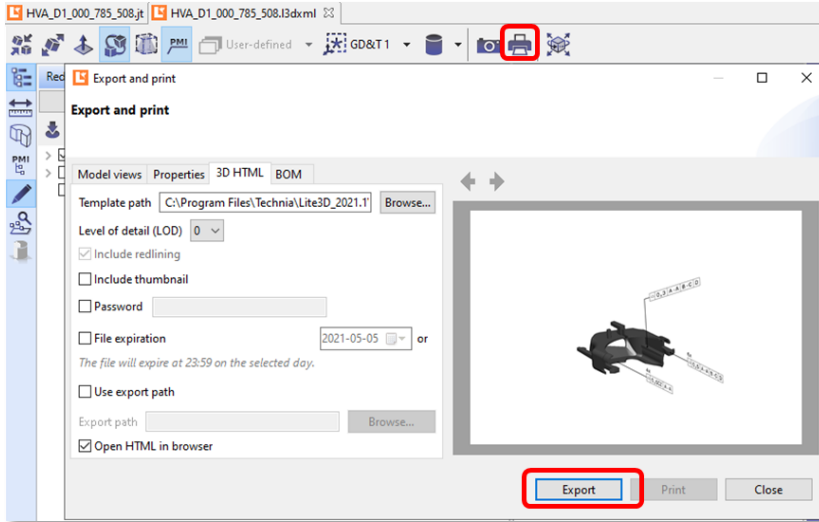 HVA_D1_000_785_508.jt HVA_D1_000_785_508.l3dxml
PMI User-defined GD&T 1
Red
Export and print
Export and print
PMI
Model views Properties 3D HTML BOM
Template path C:\Program Files\Technia\Lite3D_2021.1 Browse...
Level of detail (LOD) 0
Include redlining
Include thumbnail
Password
File expiration 2021-05-05 or
The file will expire at 23:59 on the selected day.
Use export path
Export path Browse...
Open HTML in browser
Export Print Close